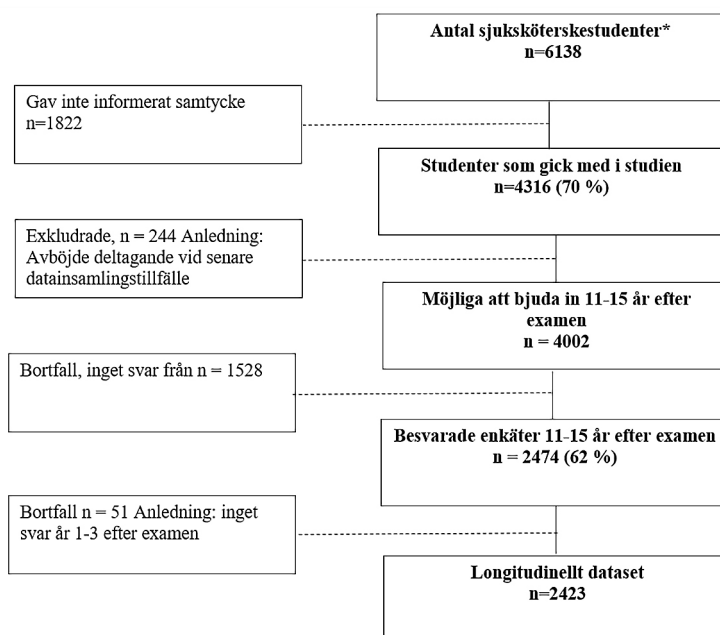 Antal sjuksköterskestudenter*
n=6138
Gav inte informerat samtycke
n=1822
Studenter som gick med i studien
n=4316 (70 %)
Exkludrade, n = 244 Anledning:
Avböjde deltagande vid senare
datainsamlingstillfälle
Möjliga att bjuda in 11-15 år efter
examen
n = 4002
Bortfall, inget svar från n = 1528
Besvarade enkäter 11-15 år efter examen
n = 2474 (62 %)
Bortfall n = 51 Anledning: inget
svar år 1-3 efter examen
Longitudinellt dataset
n=2423